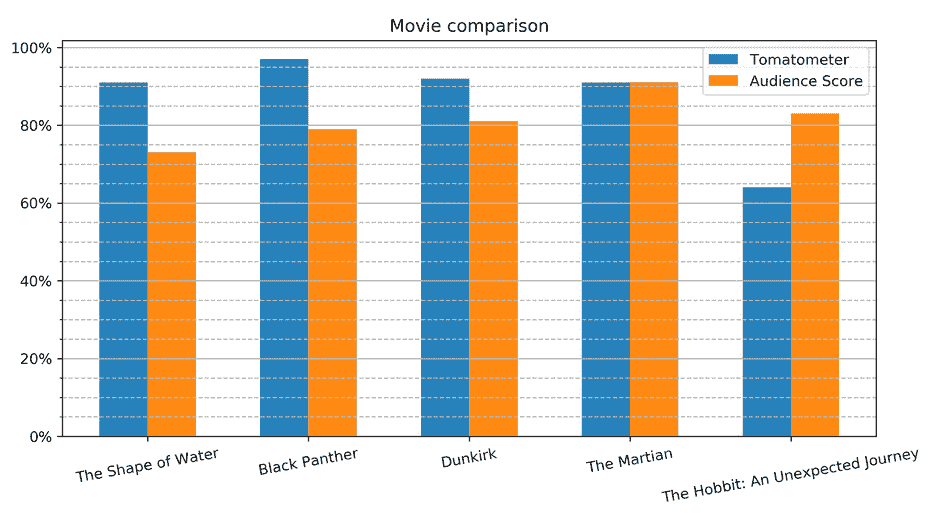 Movie comparison
100%
80%
60%
40%
20%
0%
Tomatometer
Audience Score
The Shape of Water
Black Panther
Dunkirk
The Martian
The Hobbit: An Unexpected Journey